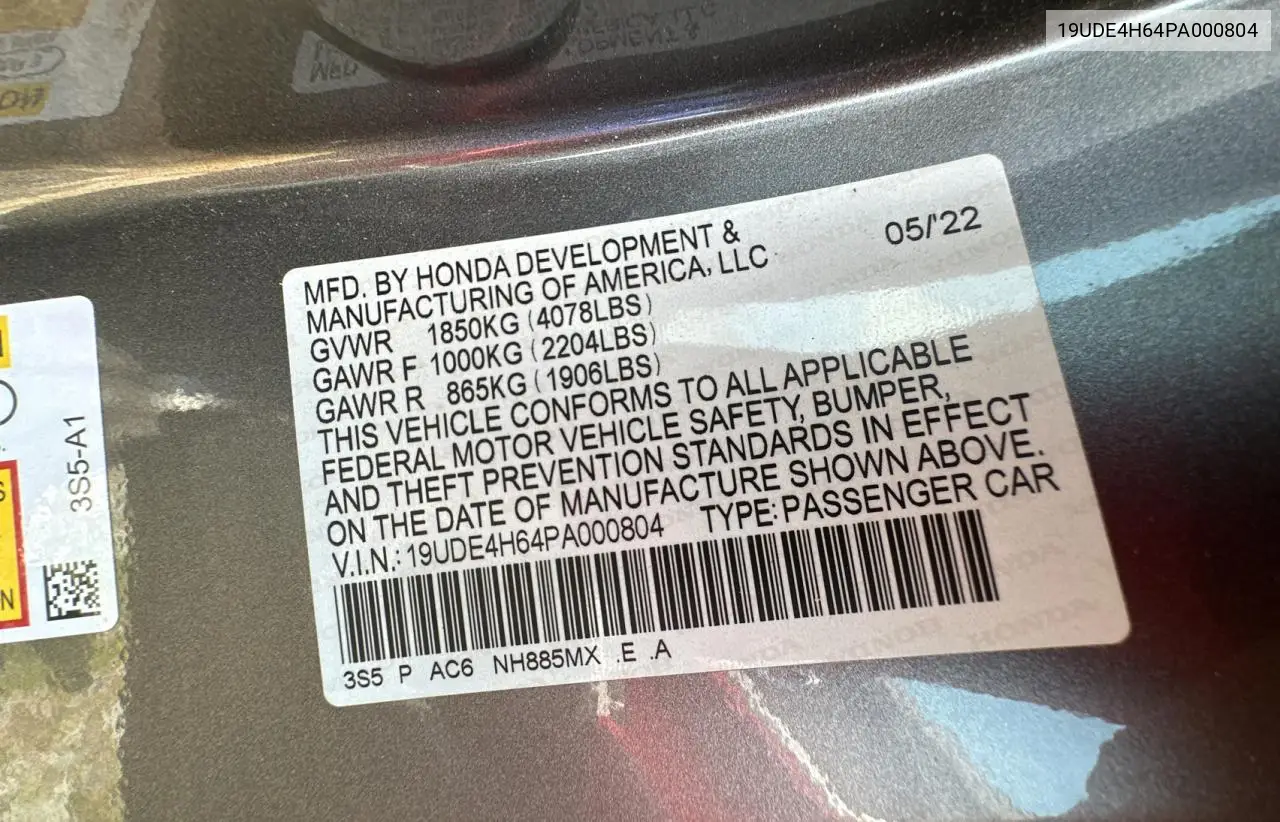 19UDE4H64PA000804
MFD. BY HONDA DEVELOPMENT &
MANUFACTURING OF AMERICA, LLC
05/'22
GVWR 1850KG (4078LBS)
GAWR F 1000KG (2204LBS)
GAWR R 865KG (1906LBS)
THIS VEHICLE CONFORMS TO ALL APPLICABLE
FEDERAL MOTOR VEHICLE SAFETY, BUMPER,
AND THEFT PREVENTION STANDARDS IN EFFECT
ON THE DATE OF MANUFACTURE SHOWN ABOVE.
V.I.N.: 19UDE4H64PA000804 TYPE: PASSENGER CAR
3S5 P AC6 NH885MX .E .A
3S5-A1